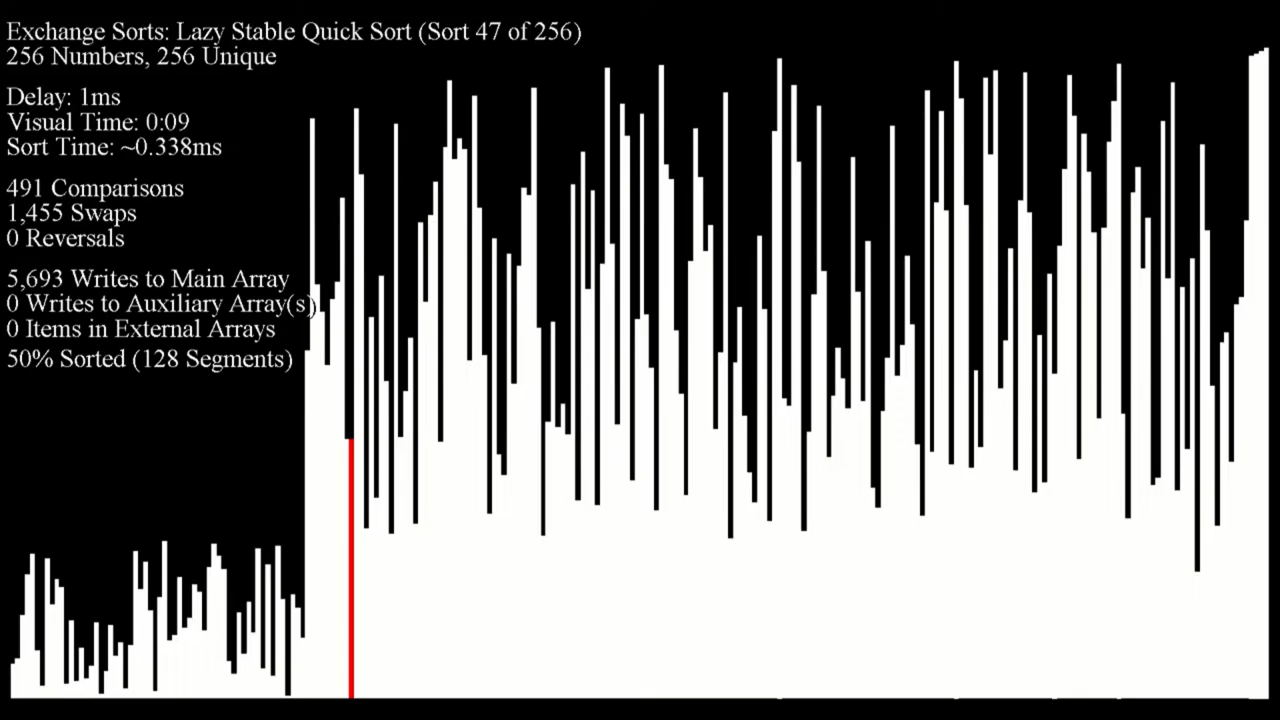 Exchange Sorts: Lazy Stable Quick Sort (Sort 47 of 256)
256 Numbers, 256 Unique
Delay: 1ms
Visual Time: 0:09
Sort Time: ~0.338ms
491 Comparisons
1,455 Swaps
0 Reversals
5,693 Writes to Main Array
0 Writes to Auxiliary Array(s)
0 Items in External Arrays
50% Sorted (128 Segments)